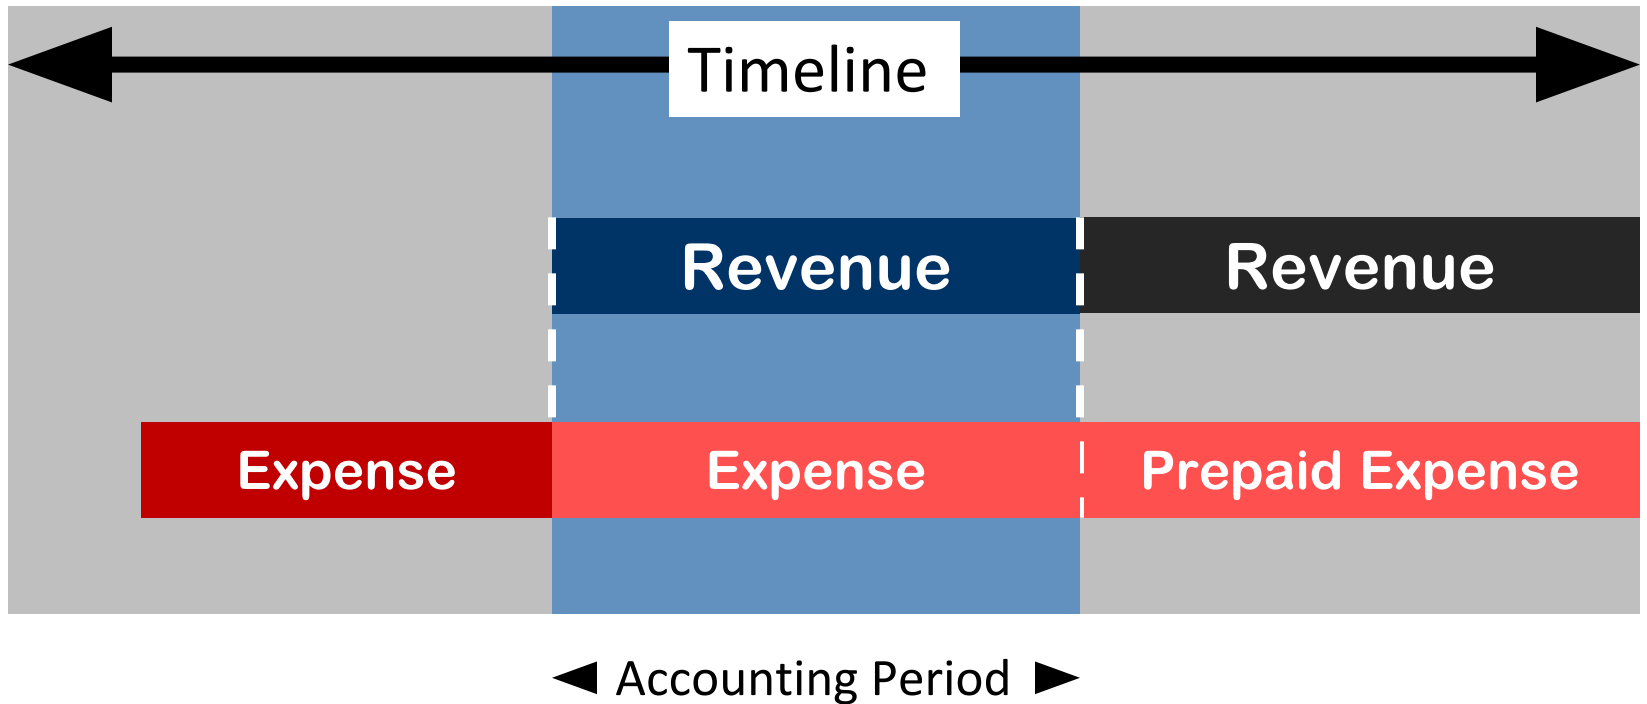 Timeline
Revenue Revenue
Expense Expense Prepaid Expense
Accounting Period